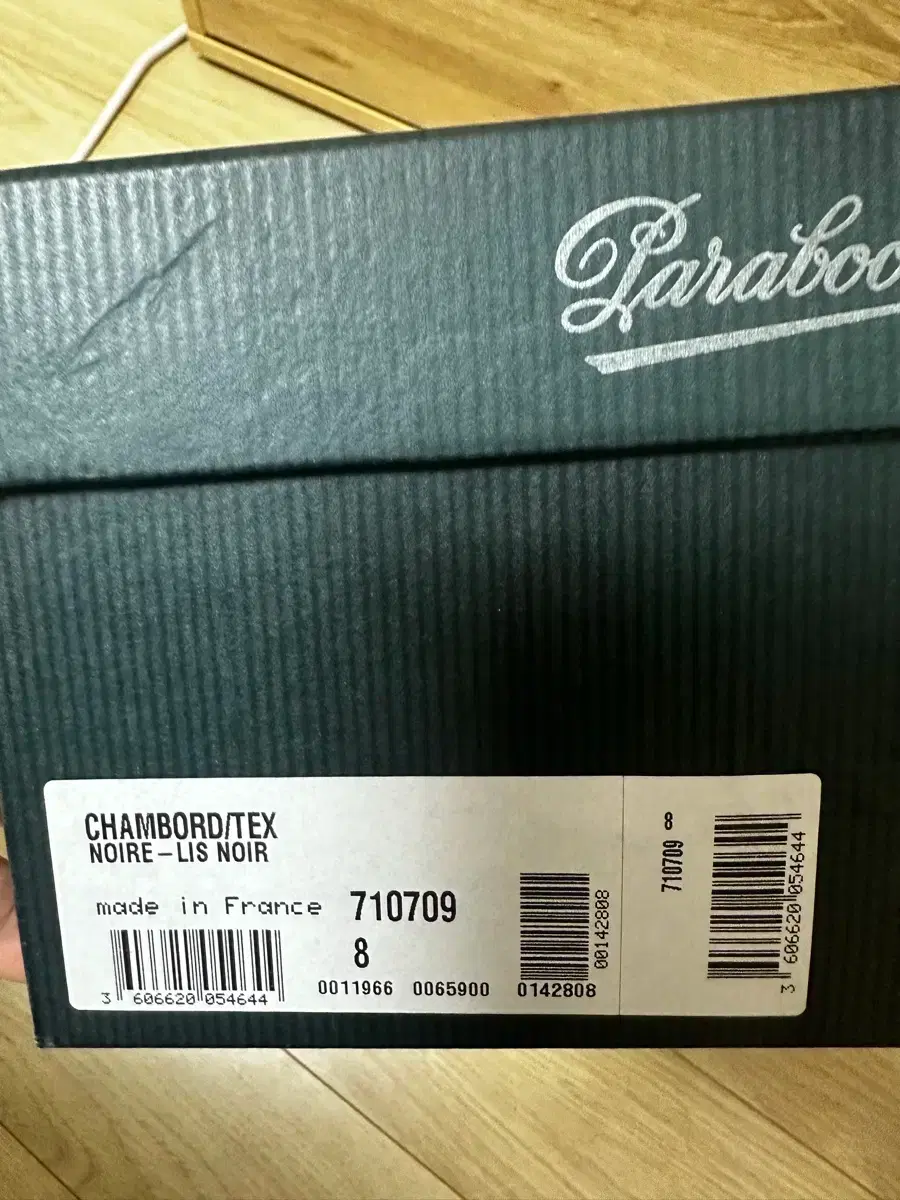 Paraboo
CHAMBORD/TEX
NOIRE-LIS NOIR
made in France 710709
8
3 606620 054644
0011966 0065900 0142808
00142808
8
710709
3 606620 054644